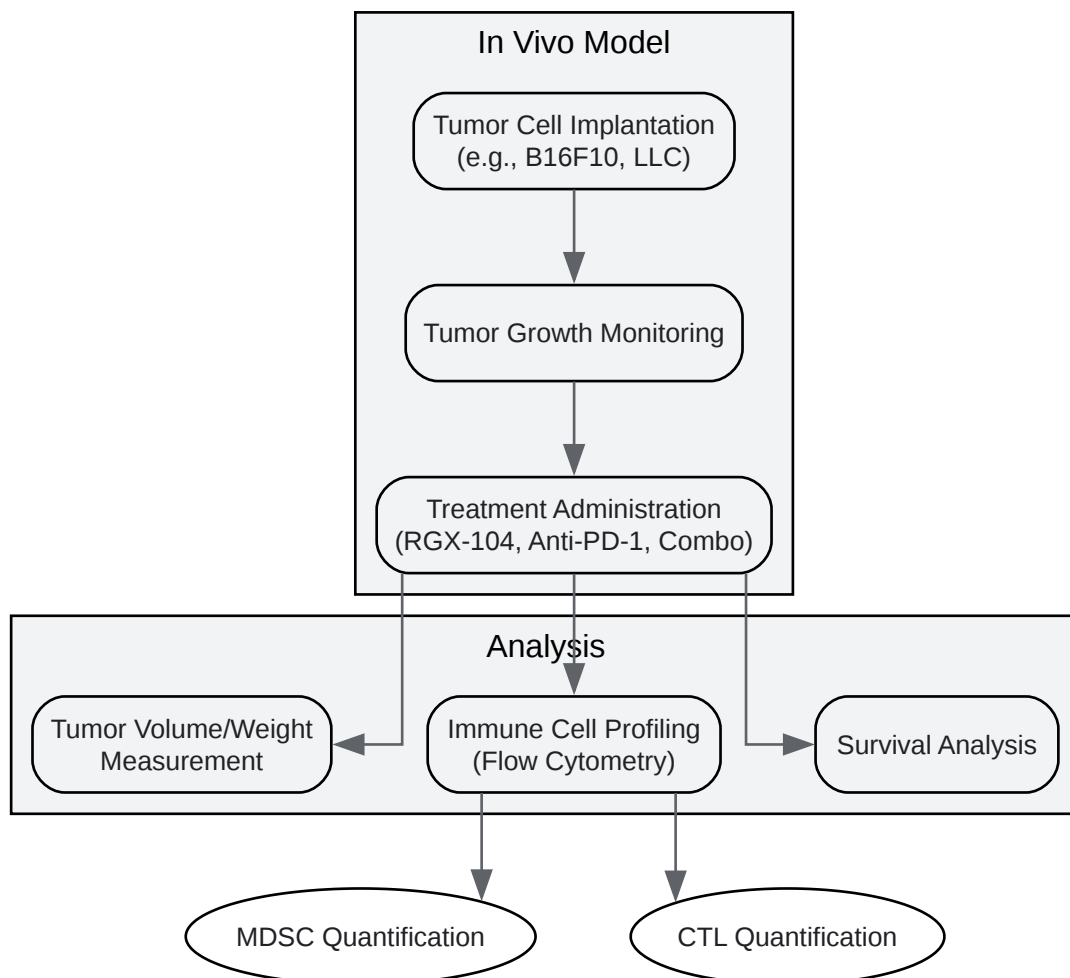 In Vivo Model
Tumor Cell Implantation
(e.g., B16F10, LLC)
Tumor Growth Monitoring
Treatment Administration
(RGX-104, Anti-PD-1, Combo)
Analysis
Tumor Volume/Weight
Measurement
Immune Cell Profiling
(Flow Cytometry)
Survival Analysis
MDSC Quantification
CTL Quantification